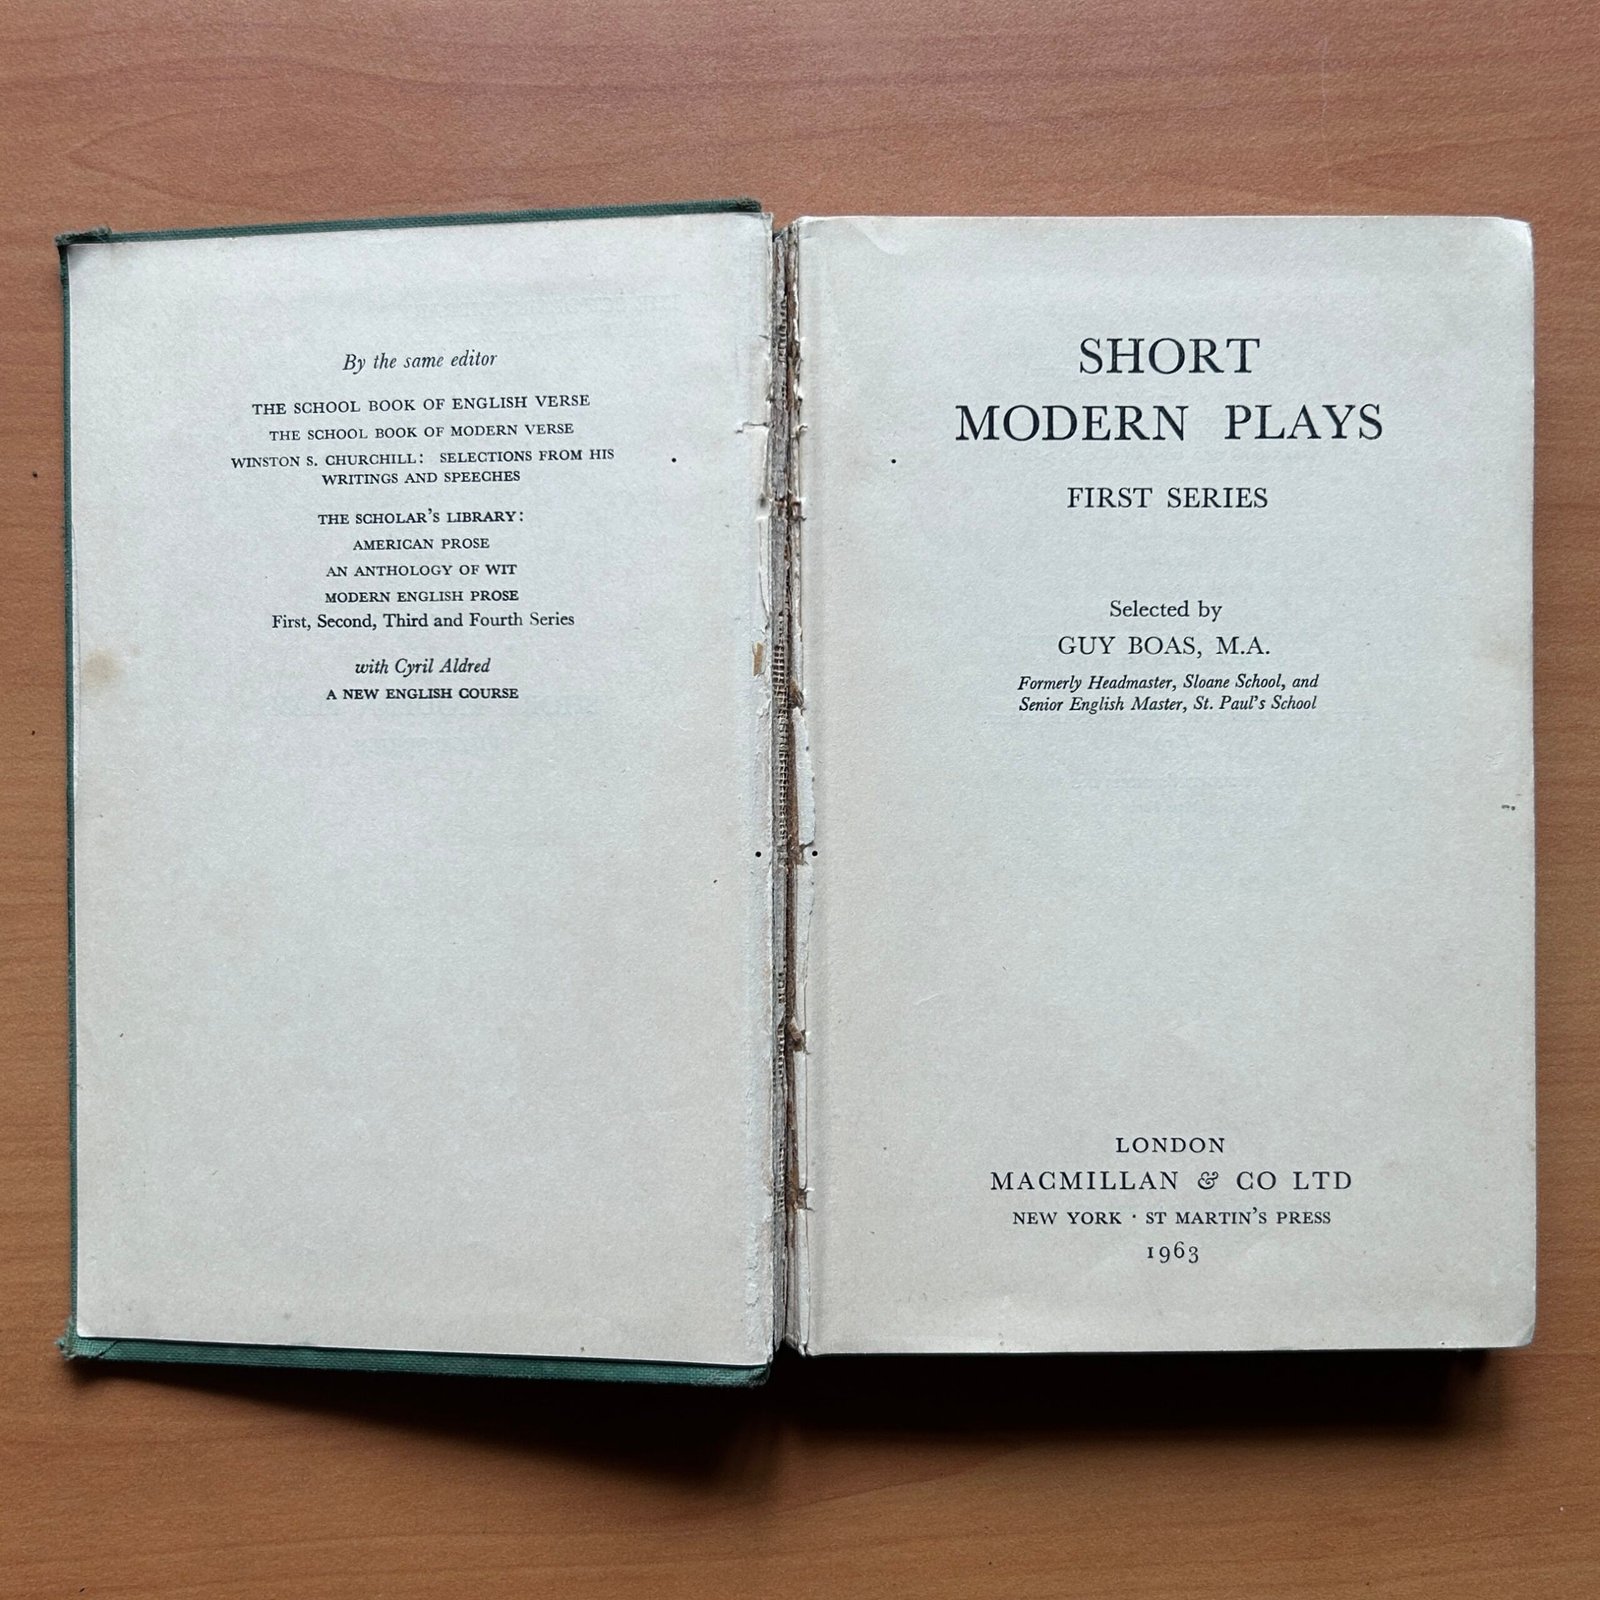 By the same editor
THE SCHOOL BOOK OF ENGLISH VERSE
THE SCHOOL BOOK OF MODERN VERSE
WINSTON S. CHURCHILL: SELECTIONS FROM HIS
WRITINGS AND SPEECHES
THE SCHOLAR'S LIBRARY:
AMERICAN PROSE
AN ANTHOLOGY OF WIT
MODERN ENGLISH PROSE
First, Second, Third and Fourth Series
with Cyril Aldred
A NEW ENGLISH COURSE
SHORT
MODERN PLAYS
FIRST SERIES
Selected by
GUY BOAS, M.A.
Formerly Headmaster, Sloane School, and
Senior English Master, St. Paul's School
LONDON
MACMILLAN & CO LTD
NEW YORK · ST MARTIN'S PRESS
1963